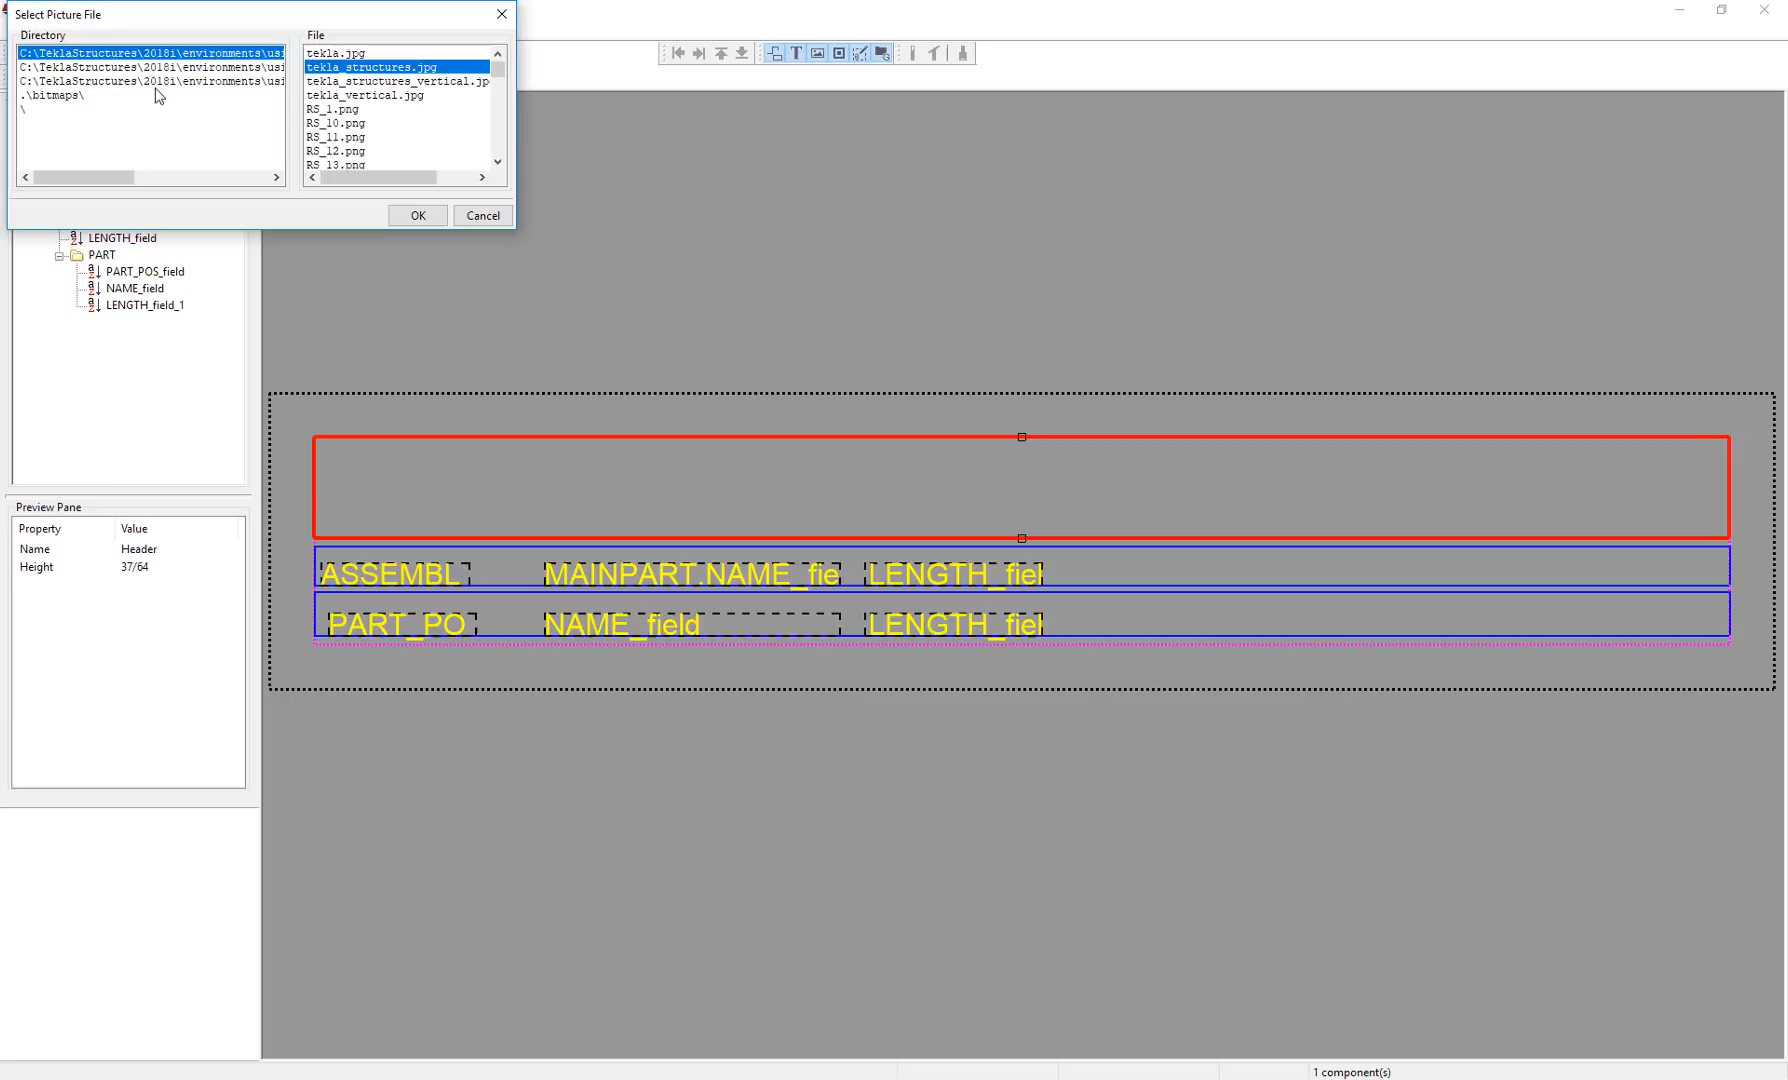 Select Picture File
Directory
File
C:\TeklaStructures\2018i\environments\usi
C:\TeklaStructures\2018i\environments\usi
C:\TeklaStructures\2018i\environments\usi
.\bitmaps\
\
tekla.jpg
tekla_structures.jpg
tekla_structures_vertical.jp
tekla_vertical.jpg
RS_1.png
RS_10.png
RS_11.png
RS_12.png
RS_13.png
OK
Cancel
LENGTH_field
PART
PART_POS_field
NAME_field
LENGTH_field_1
Preview Pane
Property Value
Name Header
Height 37/64
ASSEMBL MAINPART.NAME_fie LENGTH_fiel
PART_PO NAME_field LENGTH_fiel
1 component(s)